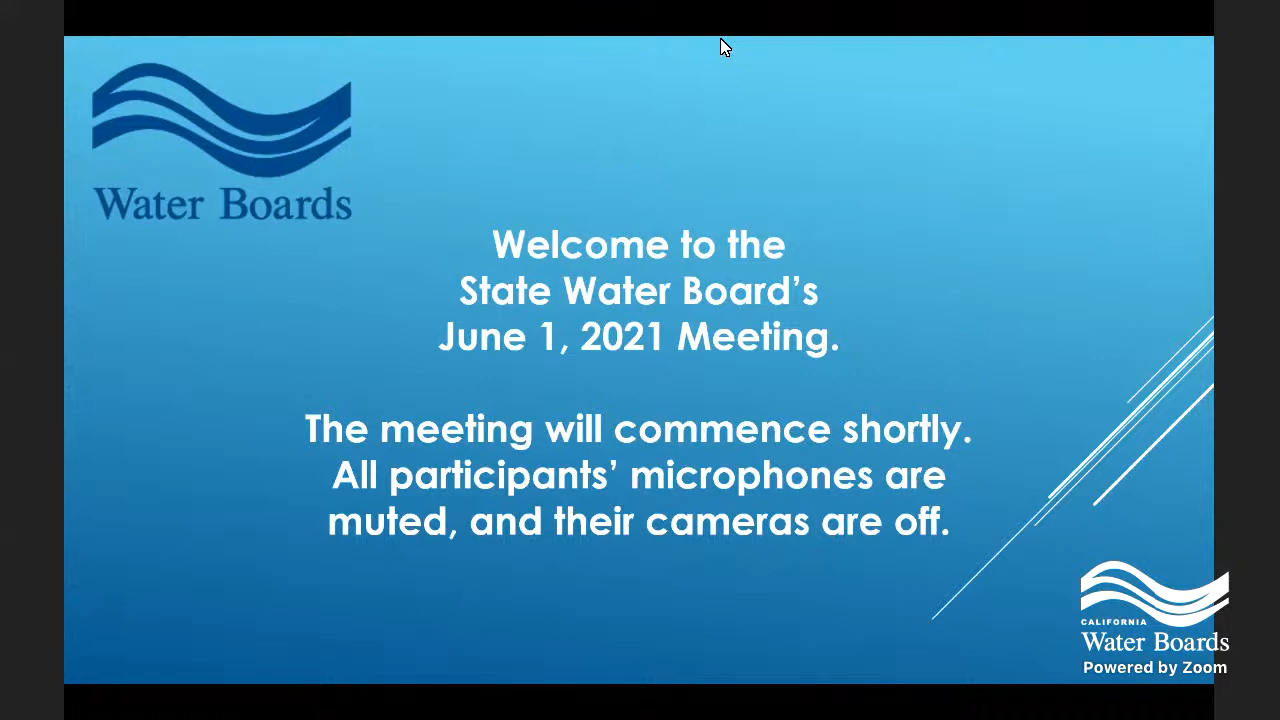 Water Boards
Welcome to the
State Water Board’s
June 1, 2021 Meeting.
The meeting will commence shortly.
All participants’ microphones are
muted, and their cameras are off.
CALIFORNIA
Water Boards
Powered by Zoom